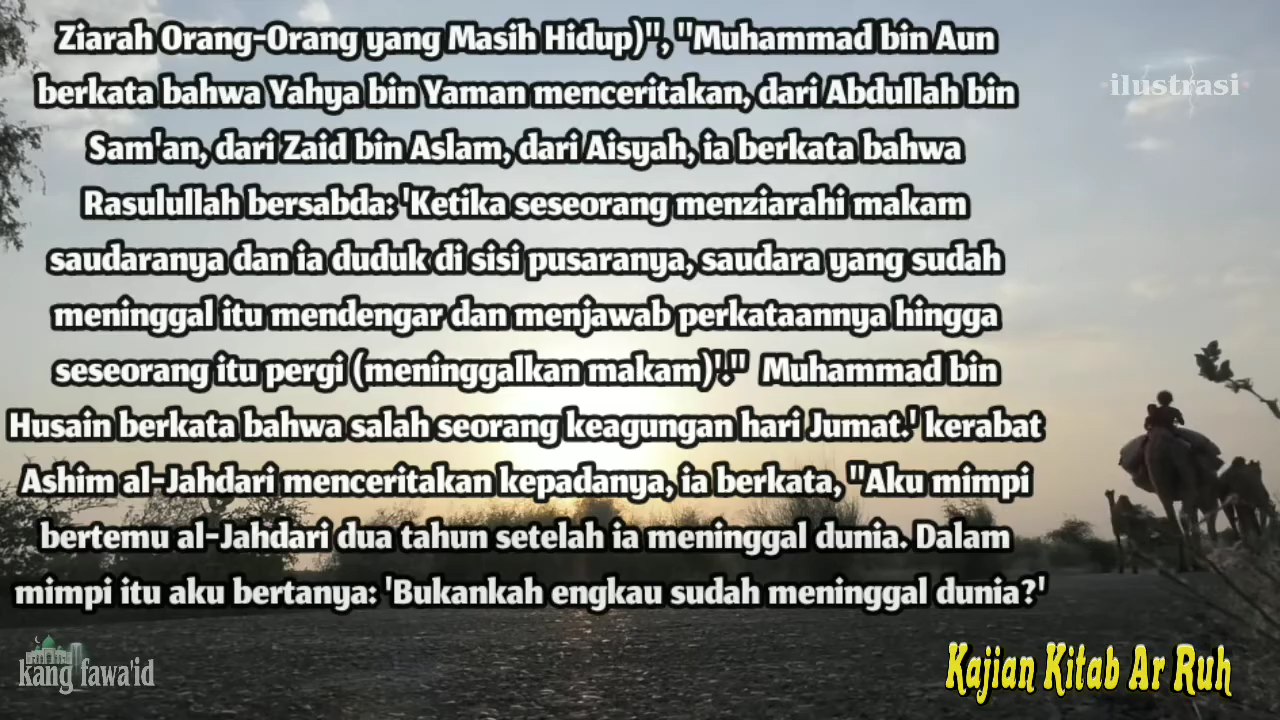 Ziarah Orang-Orang yang Masih Hidup)", "Muhammad bin Aun
berkata bahwa Yahya bin Yaman menceritakan, dari Abdullah bin
Sam'an, dari Zaid bin Aslam, dari Aisyah, ia berkata bahwa
Rasulullah bersabda: 'Ketika seseorang menziarahi makam
saudaranya dan ia duduk di sisi pusaranya, saudara yang sudah
meninggal itu mendengar dan menjawab perkataannya hingga
seseorang itu pergi (meninggalkan makam)'." Muhammad bin
Husain berkata bahwa salah seorang keagungan hari Jumat.' kerabat
Ashim al-Jahdari menceritakan kepadanya, ia berkata, "Aku mimpi
bertemu al-Jahdari dua tahun setelah ia meninggal dunia. Dalam
mimpi itu aku bertanya: 'Bukankah engkau sudah meninggal dunia?'
ilustrasi
kang fawa'id
Kajian Kitab Ar Ruh